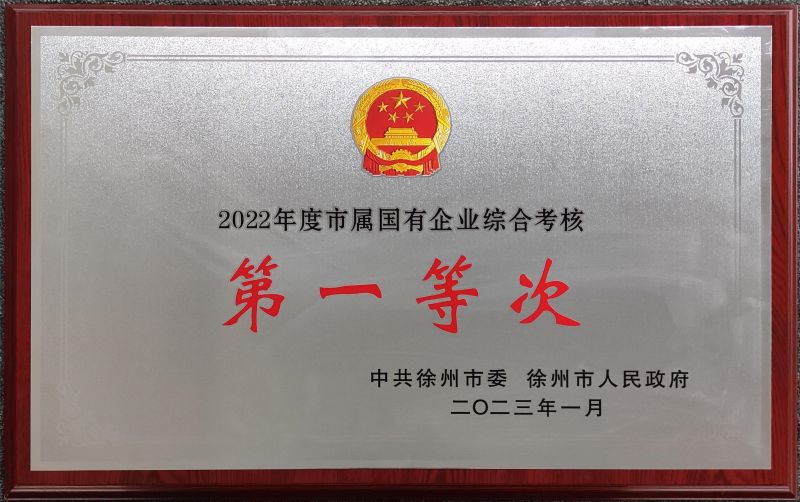 2022年度市属国有企业综合考核
第一等次
中共徐州市委 徐州市人民政府
二〇二三年一月